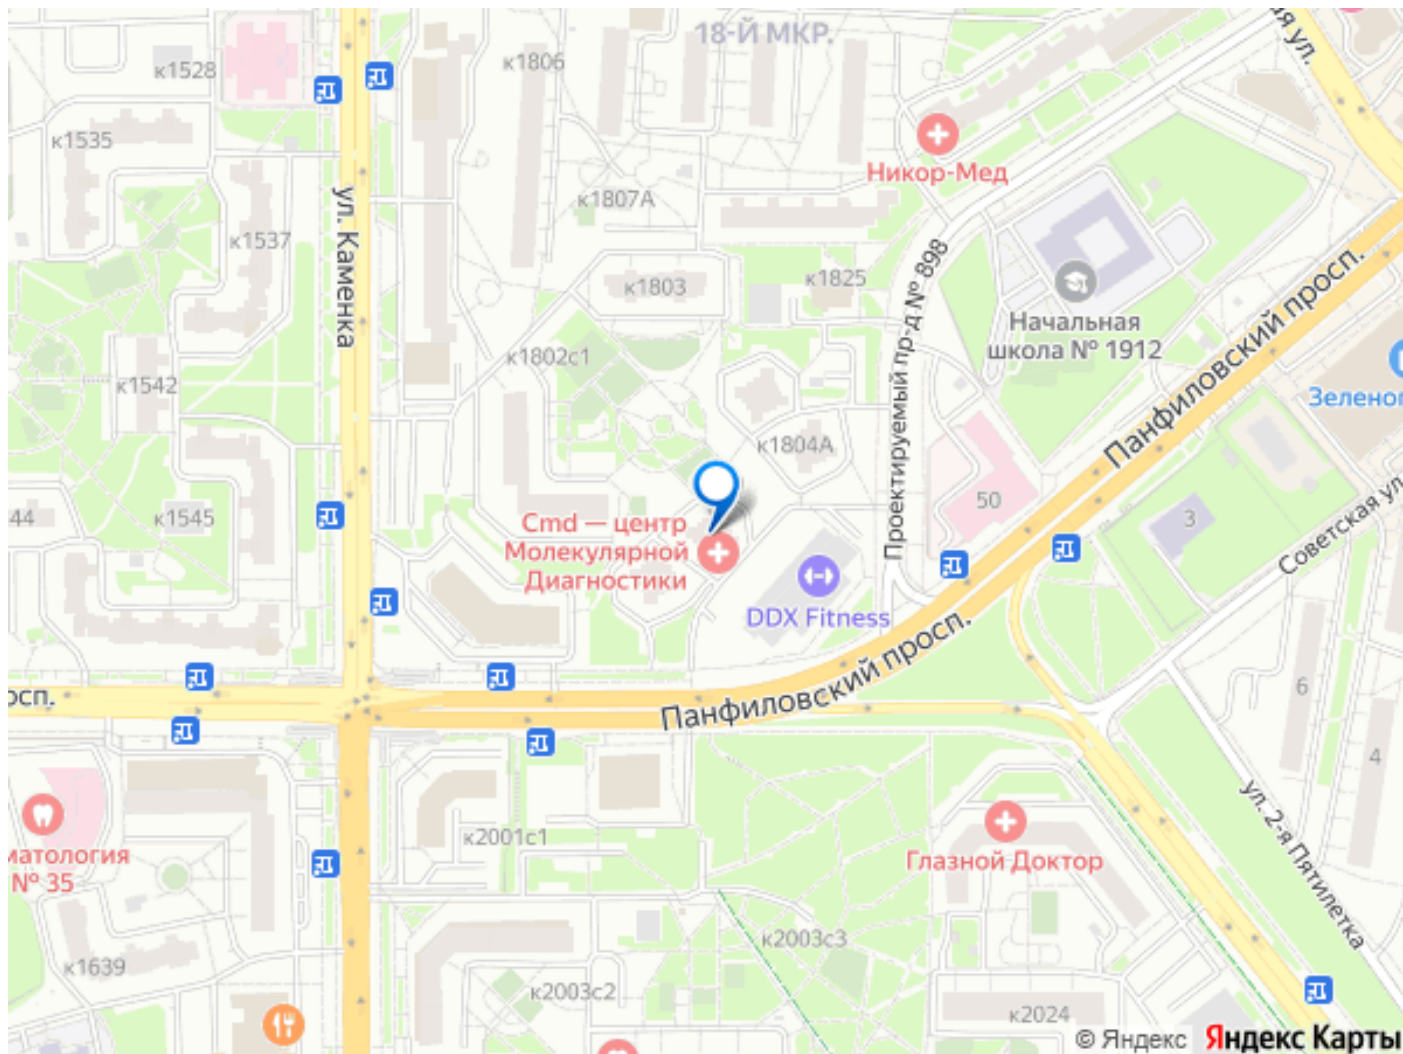 18-Й МКР.
к1528
к1806
к1535
Никор-Мед
к1807А
ул. Каменка
к1537
к1803
к1825
Проектируемый пр-д № 898
Начальная
школа № 1912
Панфиловский просп.
к1802с1
к1542
к1804А
Зеленог
50
44
к1545
3
Cmd — центр
Молекулярной
Диагностики
Советская ул
DDX Fitness
Панфиловский просп.
6
4
ул. 2-я Пятилетка
к2001с1
матология
№ 35
Глазной Доктор
к2003с3
к1639
к2003с2
к2024
© Яндекс Яндекс Карты